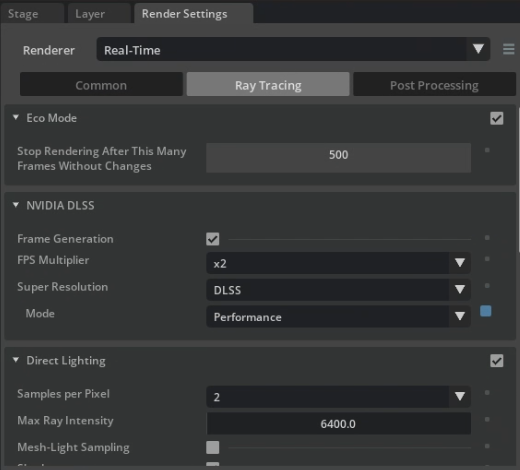 Stage Layer Render Settings
Renderer Real-Time
Common Ray Tracing Post Processing
Eco Mode
Stop Rendering After This Many
Frames Without Changes
500
NVIDIA DLSS
Frame Generation
FPS Multiplier x2
Super Resolution DLSS
Mode Performance
Direct Lighting
Samples per Pixel 2
Max Ray Intensity 6400.0
Mesh-Light Sampling